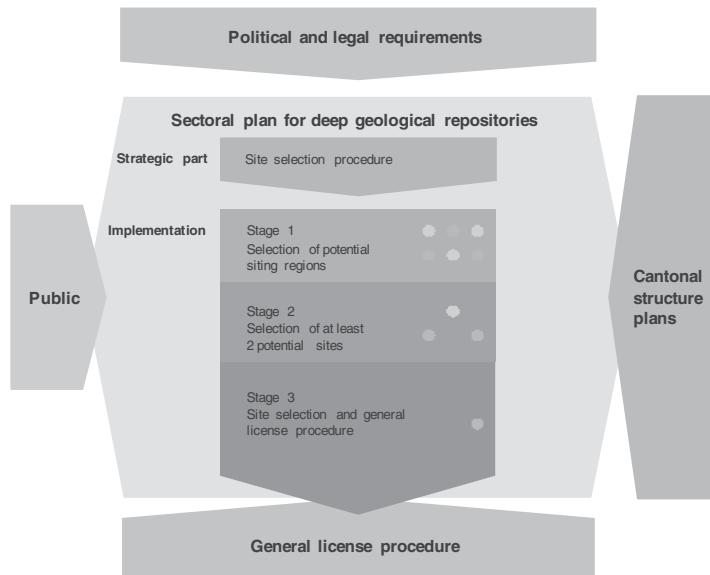 Political and legal requirements
Sectoral plan for deep geological repositories
Strategic part
Site selection procedure
Implementation
Stage 1
Selection of potential
siting regions
Stage 2
Selection of at least
2 potential sites
Stage 3
Site selection and general
license procedure
Public
Cantonal
structure
plans
General license procedure